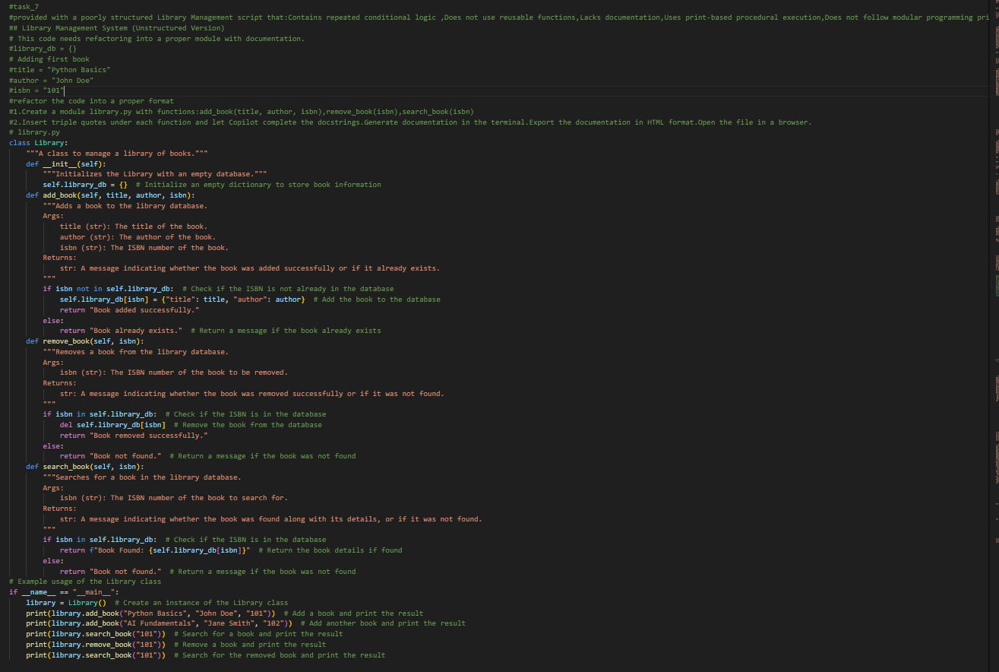 #task_7
#provided with a poorly structured Library Management script that:Contains repeated conditional logic ,Does not use reusable functions,Lacks documentation,Uses print-based procedural execution,Does not follow modular programming pri
## Library Management System (Unstructured Version)
# This code needs refactoring into a proper module with documentation.
#library_db = {}
# Adding first book
#title = "Python Basics"
#author = "John Doe"
#isbn = "101"
#refactor the code into a proper format
#1.Create a module library.py with functions:add_book(title, author, isbn),remove_book(isbn),search_book(isbn)
#2.Insert triple quotes under each function and let Copilot complete the docstrings.Generate documentation in the terminal.Export the documentation in HTML format.Open the file in a browser.
# library.py
class Library:
    """A class to manage a library of books."""
    def __init__(self):
        """Initializes the Library with an empty database."""
        self.library_db = {}  # Initialize an empty dictionary to store book information
    def add_book(self, title, author, isbn):
        """Adds a book to the library database.
        Args:
            title (str): The title of the book.
            author (str): The author of the book.
            isbn (str): The ISBN number of the book.
        Returns:
            str: A message indicating whether the book was added successfully or if it already exists.
        """
        if isbn not in self.library_db:  # Check if the ISBN is not already in the database
            self.library_db[isbn] = {"title": title, "author": author}  # Add the book to the database
            return "Book added successfully."
        else:
            return "Book already exists."  # Return a message if the book already exists
    def remove_book(self, isbn):
        """Removes a book from the library database.
        Args:
            isbn (str): The ISBN number of the book to be removed.
        Returns:
            str: A message indicating whether the book was removed successfully or if it was not found.
        """
        if isbn in self.library_db:  # Check if the ISBN is in the database
            del self.library_db[isbn]  # Remove the book from the database
            return "Book removed successfully."
        else:
            return "Book not found."  # Return a message if the book was not found
    def search_book(self, isbn):
        """Searches for a book in the library database.
        Args:
            isbn (str): The ISBN number of the book to search for.
        Returns:
            str: A message indicating whether the book was found along with its details, or if it was not found.
        """
        if isbn in self.library_db:  # Check if the ISBN is in the database
            return f"Book Found: {self.library_db[isbn]}"  # Return the book details if found
        else:
            return "Book not found."  # Return a message if the book was not found
# Example usage of the Library class
if __name__ == "__main__":
    library = Library()  # Create an instance of the Library class
    print(library.add_book("Python Basics", "John Doe", "101"))  # Add a book and print the result
    print(library.add_book("AI Fundamentals", "Jane Smith", "102"))  # Add another book and print the result
    print(library.search_book("101"))  # Search for a book and print the result
    print(library.remove_book("101"))  # Remove a book and print the result
    print(library.search_book("101"))  # Search for the removed book and print the result